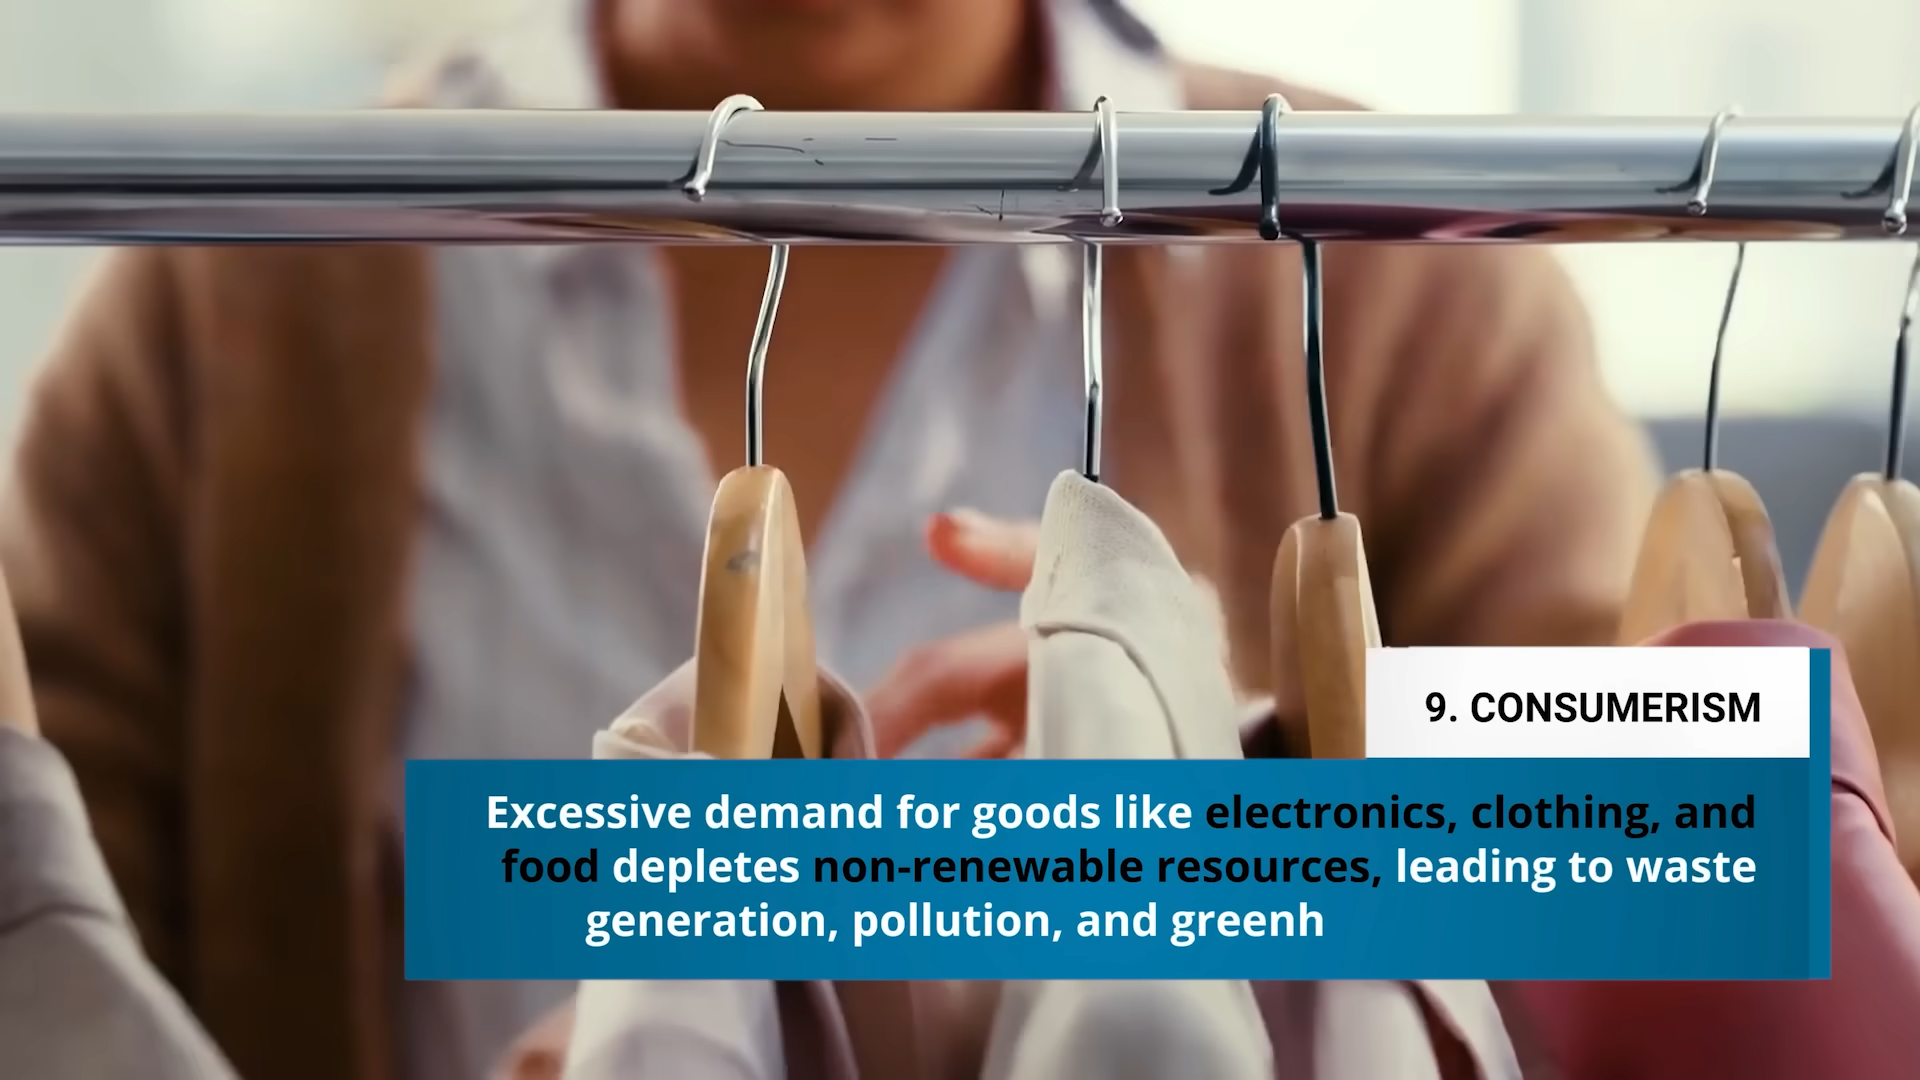 9. CONSUMERISM
Excessive demand for goods like electronics, clothing, and
food depletes non-renewable resources, leading to waste
generation, pollution, and greenh